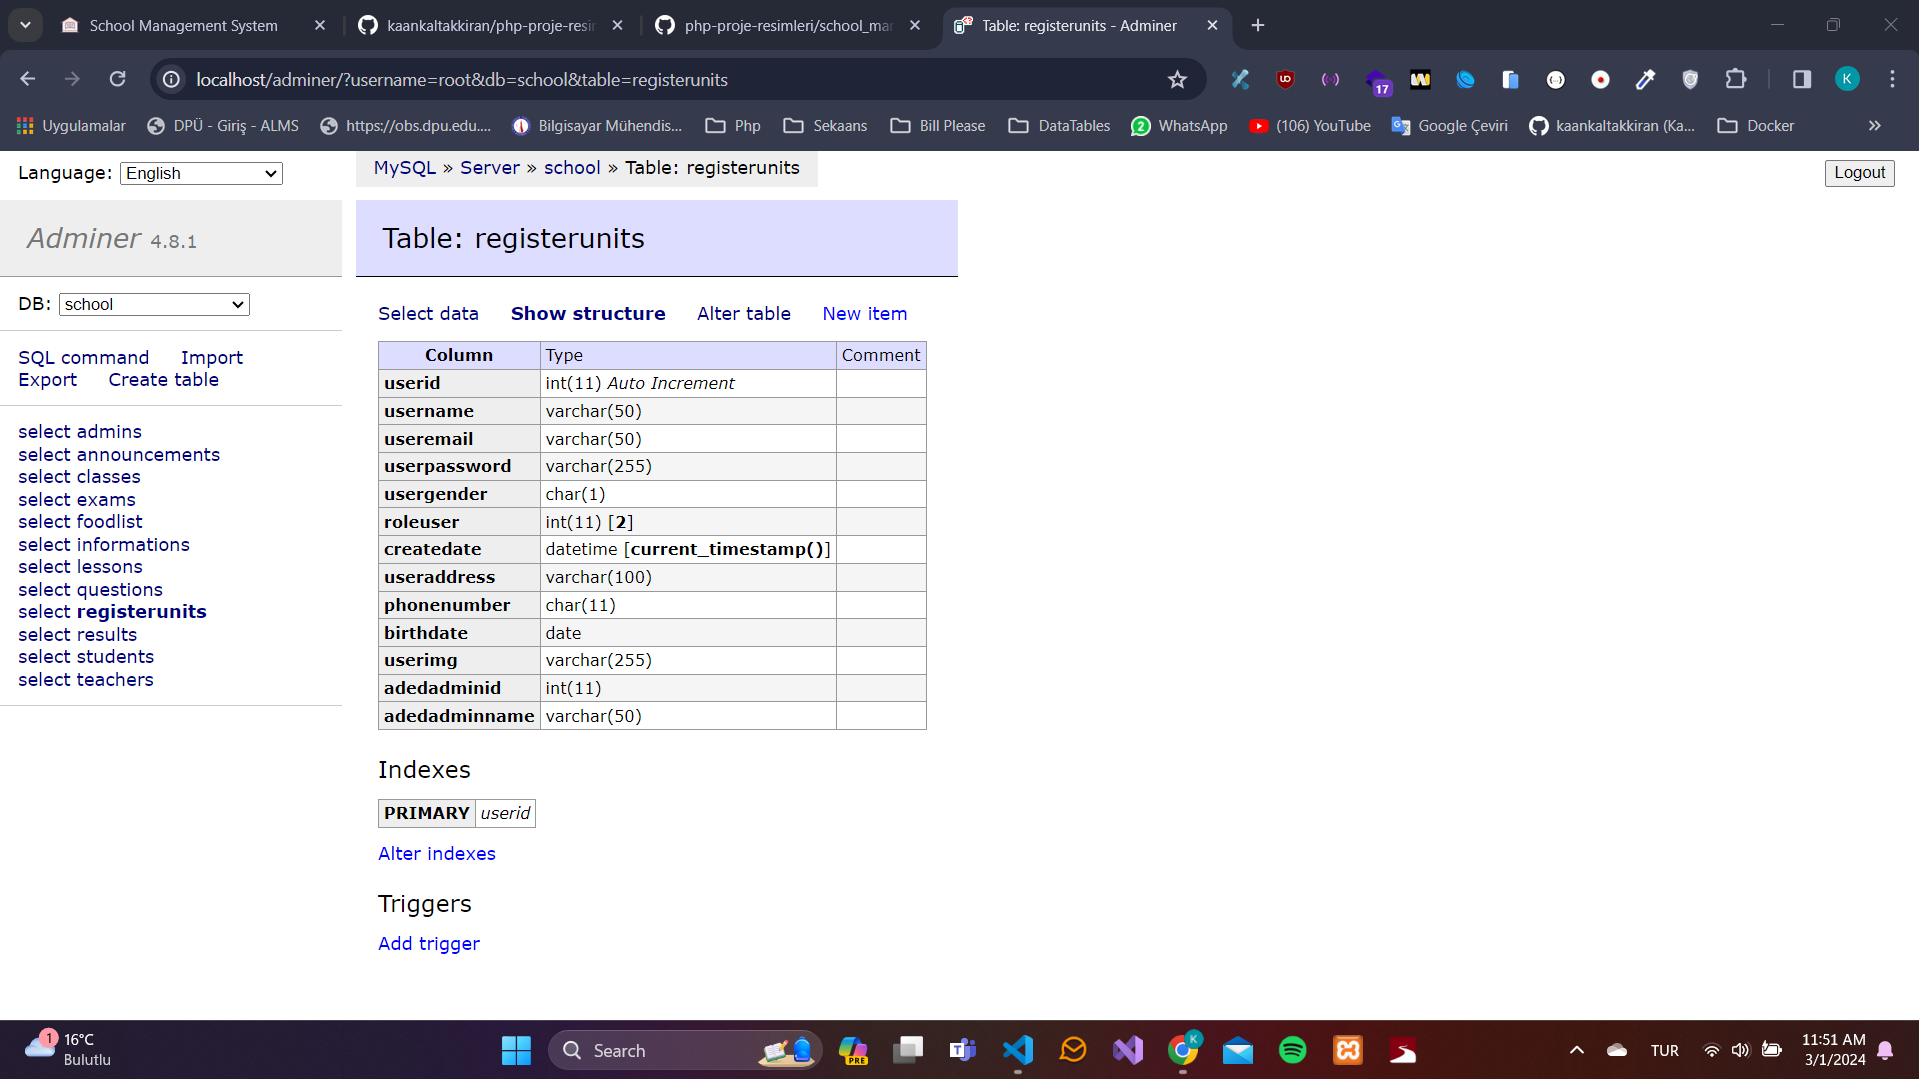 School Management System
kaankaltakkiran/php-proje-resin
php-proje-resimleri/school_mar
Table: registerunits - Adminer
localhost/adminer/?username=root&db=school&table=registerunits
17
K
Uygulamalar
DPÜ - Giriş - ALMS
https://obs.dpu.edu....
Bilgisayar Mühendis...
Php
Sekaans
Bill Please
DataTables
WhatsApp
(106) YouTube
Google Çeviri
kaankaltakkiran (Ka...
Docker
Language: English
MySQL » Server » school » Table: registerunits
Logout
Adminer 4.8.1
Table: registerunits
DB: school
Select data Show structure Alter table New item
SQL command Import
Export Create table
select admins
select announcements
select classes
select exams
select foodlist
select informations
select lessons
select questions
select registerunits
select results
select students
select teachers
Column Type Comment
userid int(11) Auto Increment
username varchar(50)
useremail varchar(50)
userpassword varchar(255)
usergender char(1)
roleuser int(11) [2]
createdate datetime [current_timestamp()]
useraddress varchar(100)
phonenumber char(11)
birthdate date
userimg varchar(255)
adedadminid int(11)
adedadminname varchar(50)
Indexes
PRIMARY userid
Alter indexes
Triggers
Add trigger
1
16°C
Bulutlu
Search
PRE
K
TUR
11:51 AM
3/1/2024